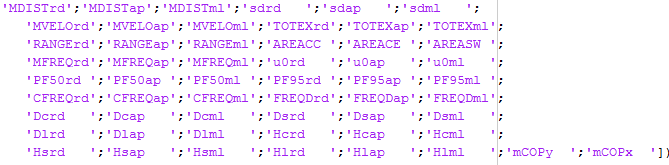 'MDISTrd';'MDISTap';'MDISTml';'sdrd   ';'sdap   ';'sdml   ';
'MVELOrd';'MVELOap';'MVELOml';'TOTEXrd';'TOTEXap';'TOTEXml';
'RANGErd';'RANGEap';'RANGEml';'AREACC ';'AREACE ';'AREASW ';
'MFREQrd';'MFREQap';'MFREQml';'u0rd   ';'u0ap   ';'u0ml   ';
'PF50rd ';'PF50ap ';'PF50ml ';'PF95rd ';'PF95ap ';'PF95ml ';
'CFREQrd';'CFREQap';'CFREQml';'FREQDrd';'FREQDap';'FREQDml';
'Dcrd   ';'Dcap   ';'Dcml   ';'Dsrd   ';'Dsap   ';'Dsml   ';
'Dlrd   ';'Dlap   ';'Dlml   ';'Hcrd   ';'Hcap   ';'Hcml   ';
'Hsrd   ';'Hsap   ';'Hsml   ';'Hlrd   ';'Hlap   ';'Hlml   ';'mCOPy  ';'mCOPx  '])